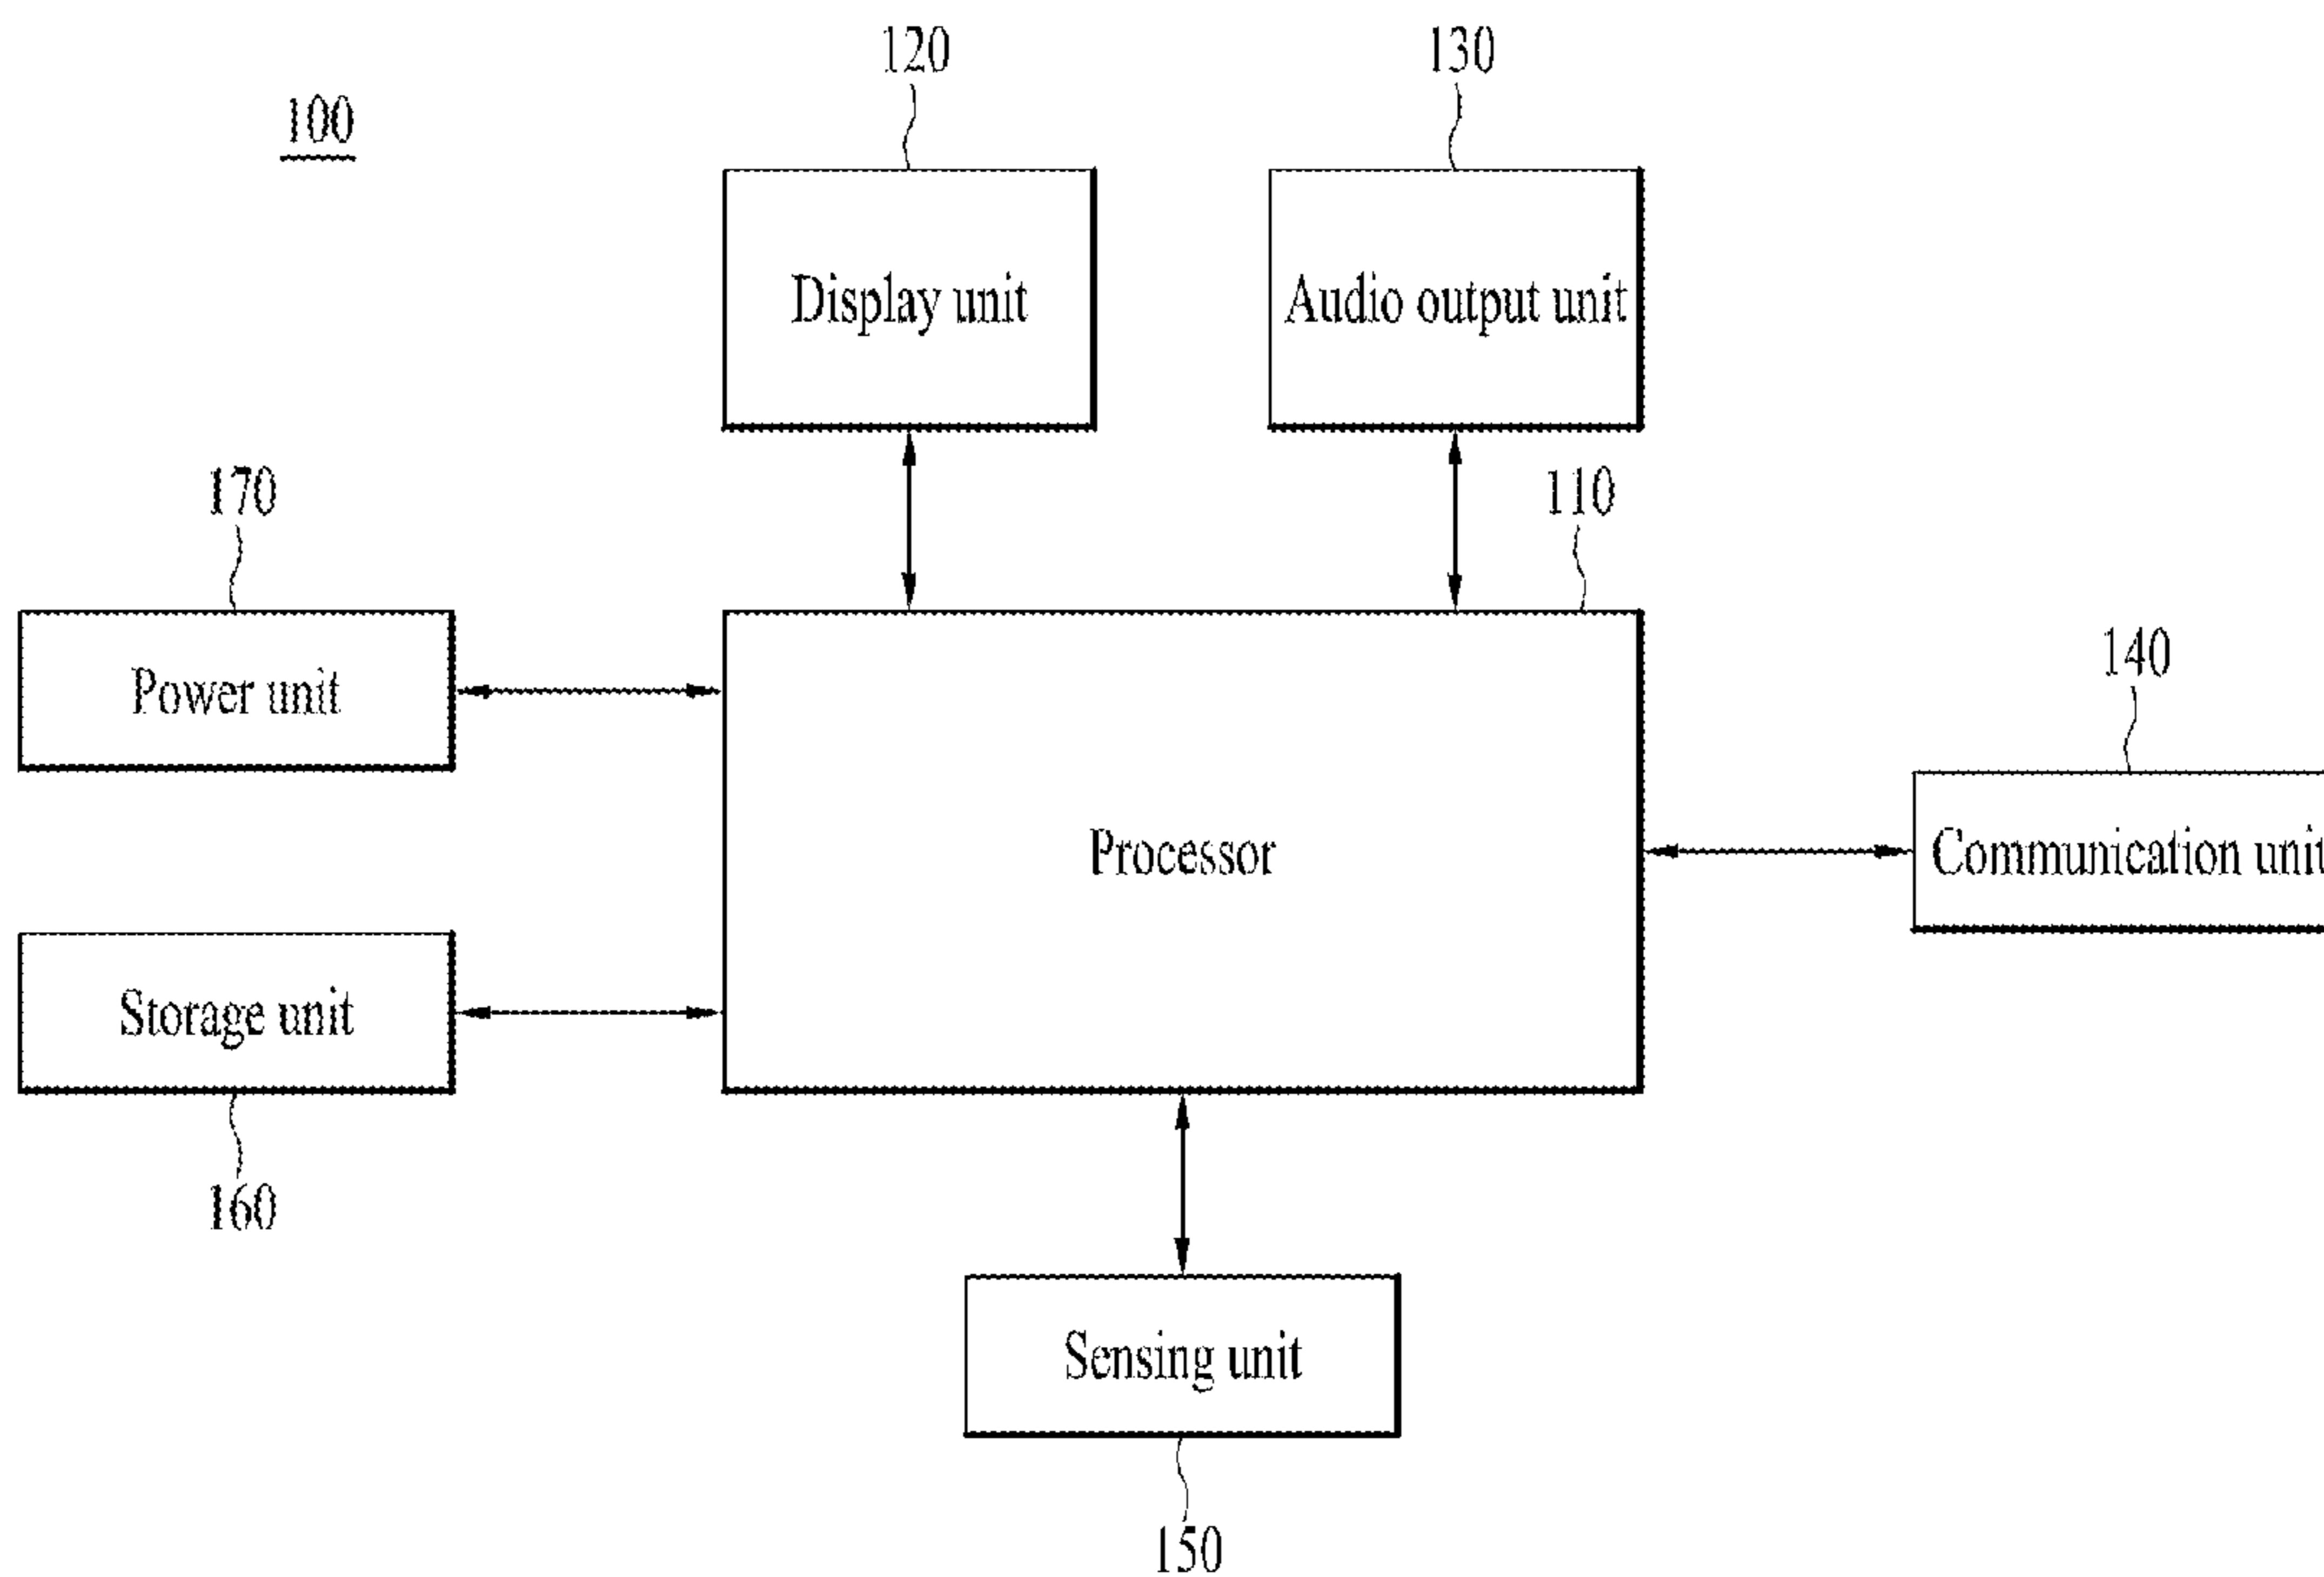 120
130
100
Display unit
Audio output unit
170
110
Power unit
140
Processor
Communication unit
Storage unit
160
Sensing unit
150